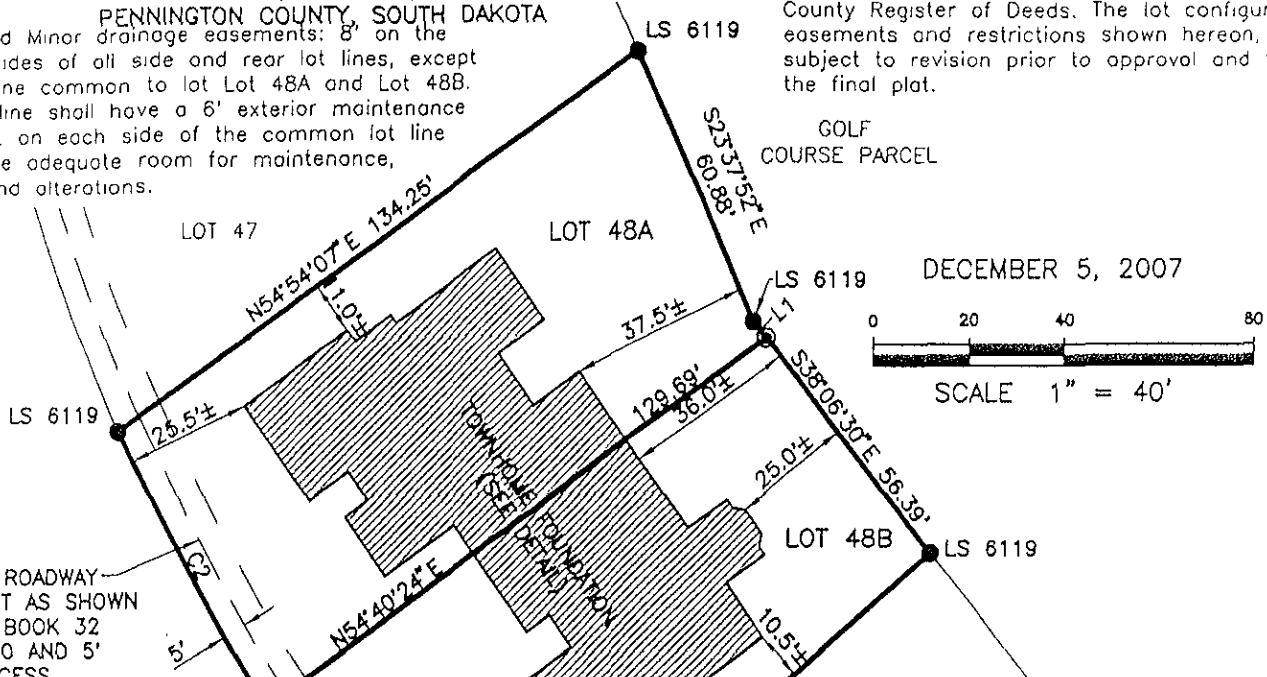 PENNINGTON COUNTY, SOUTH DAKOTA
d Minor drainage easements: 8' on the
ides of all side and rear lot lines, except
ne common to lot Lot 48A and Lot 48B.
line shall have a 6' exterior maintenance
on each side of the common lot line
e adequate room for maintenance,
nd alterations.
County Register of Deeds. The lot configur
easements and restrictions shown hereon,
subject to revision prior to approval and
the final plat.
LS 6119
GOLF
COURSE PARCEL
S23°37'52"E
60.88'
LOT 47
N54°54'07"E 134.25'
LOT 48A
1.0'±
37.5'±
LS 6119
L1
DECEMBER 5, 2007
0 20 40 80
SCALE 1" = 40'
LS 6119
25.5'±
129.69'
36.0'±
S38°06'30"E 56.39'
25.0'±
TOWNHOME FOUNDATION
(SEE DETAIL)
LOT 48B
LS 6119
N54°40'24"E
10.5'±
C2
ROADWAY
T AS SHOWN
BOOK 32
0 AND 5'
CESS
5'